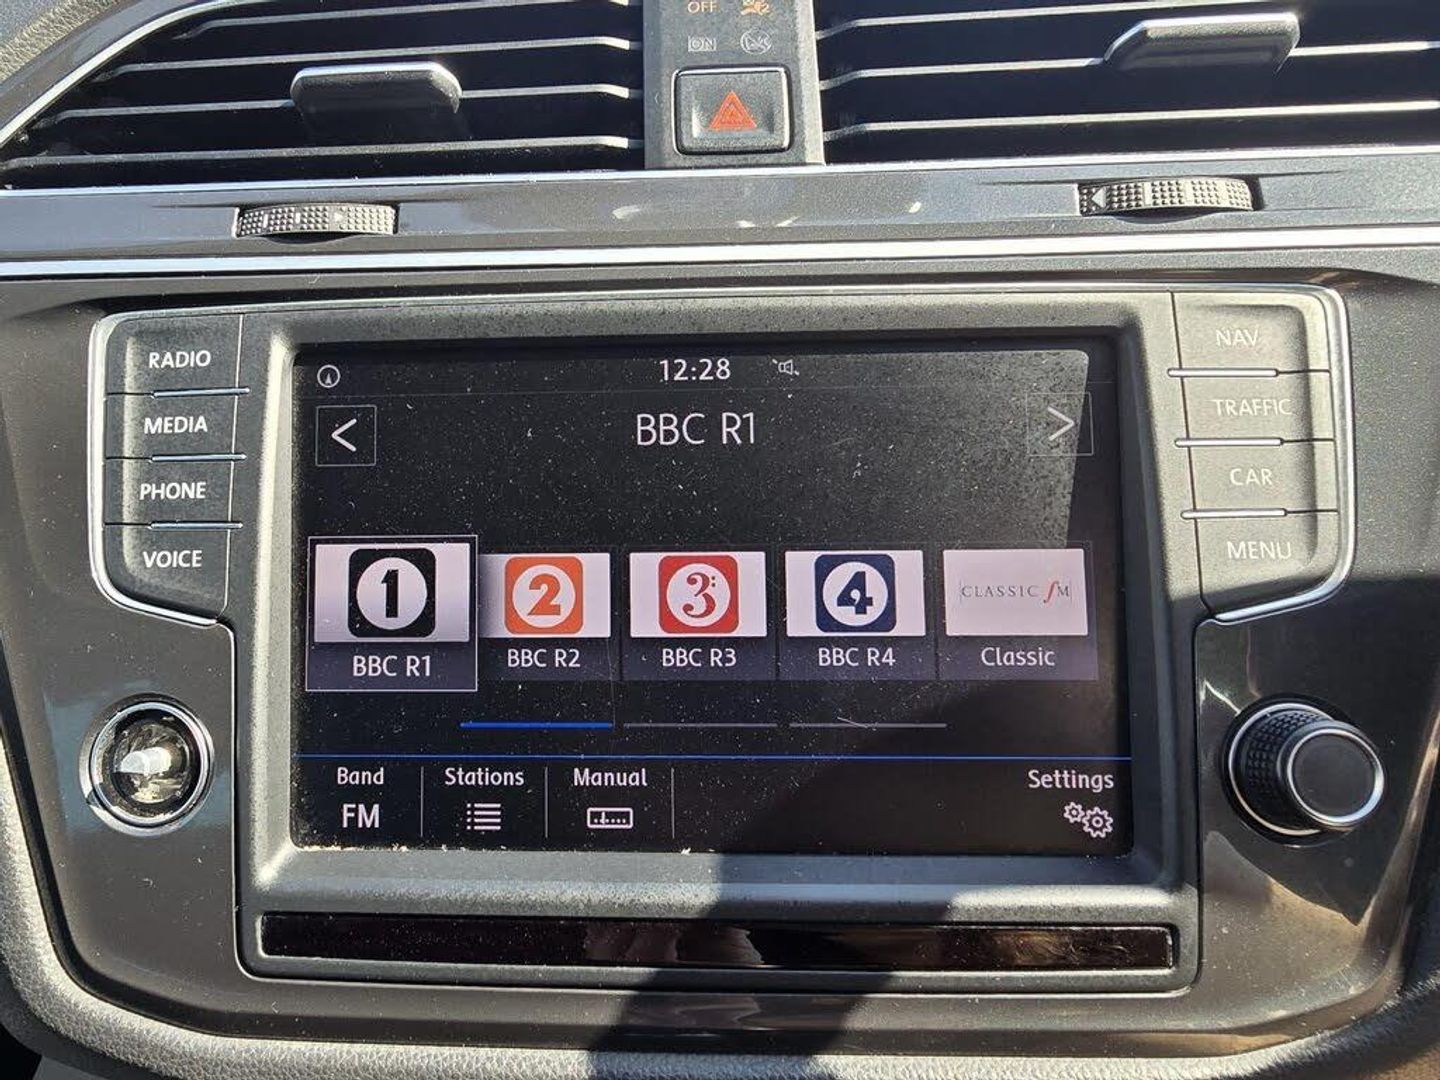 OFF
ON
RADIO
MEDIA
PHONE
VOICE
NAV
TRAFFIC
CAR
MENU
12:28
<
BBC R1
>
1
2
3
4
CLASSIC fM
BBC R1
BBC R2
BBC R3
BBC R4
Classic
Band
Stations
Manual
Settings
FM